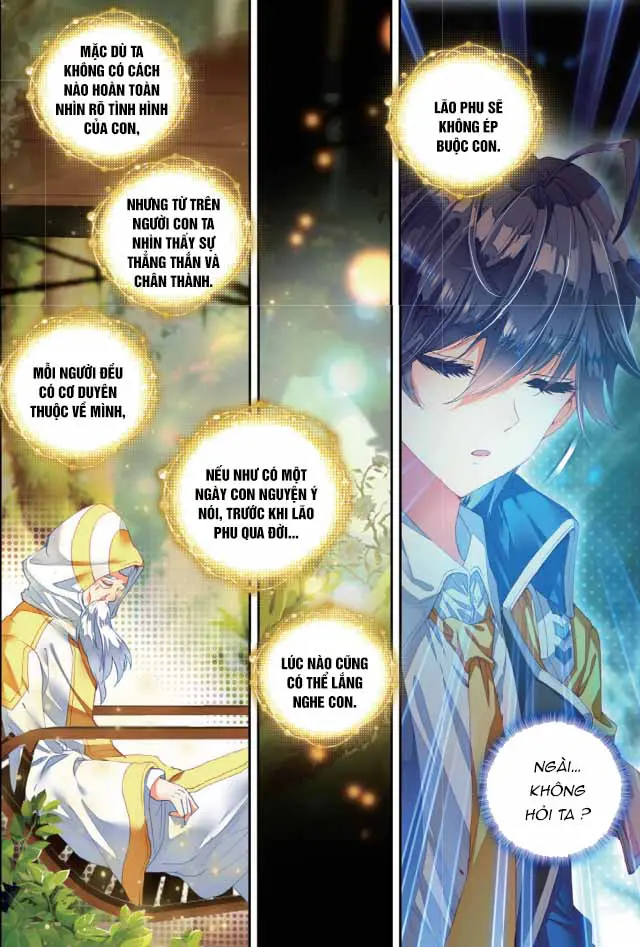 MẶC DÙ TA
KHÔNG CÓ CÁCH
NÀO HOÀN TOÀN
NHÌN RÕ TÌNH HÌNH
CỦA CON,
NHƯNG TỪ TRÊN
NGƯỜI CON TA
NHÌN THẤY SỰ
THẲNG THẮN VÀ
CHÂN THÀNH.
MỖI NGƯỜI ĐỀU
CÓ CƠ DUYÊN
THUỘC VỀ MÌNH,
LÃO PHU SẼ
KHÔNG ÉP
BUỘC CON.
NẾU NHƯ CÓ MỘT
NGÀY CON NGUYỆN Ý
NÓI, TRƯỚC KHI LÃO
PHU QUA ĐỜI...
LÚC NÀO CŨNG
CÓ THỂ LẮNG
NGHE CON.
NGÀI...
KHÔNG
HỎI TA ?